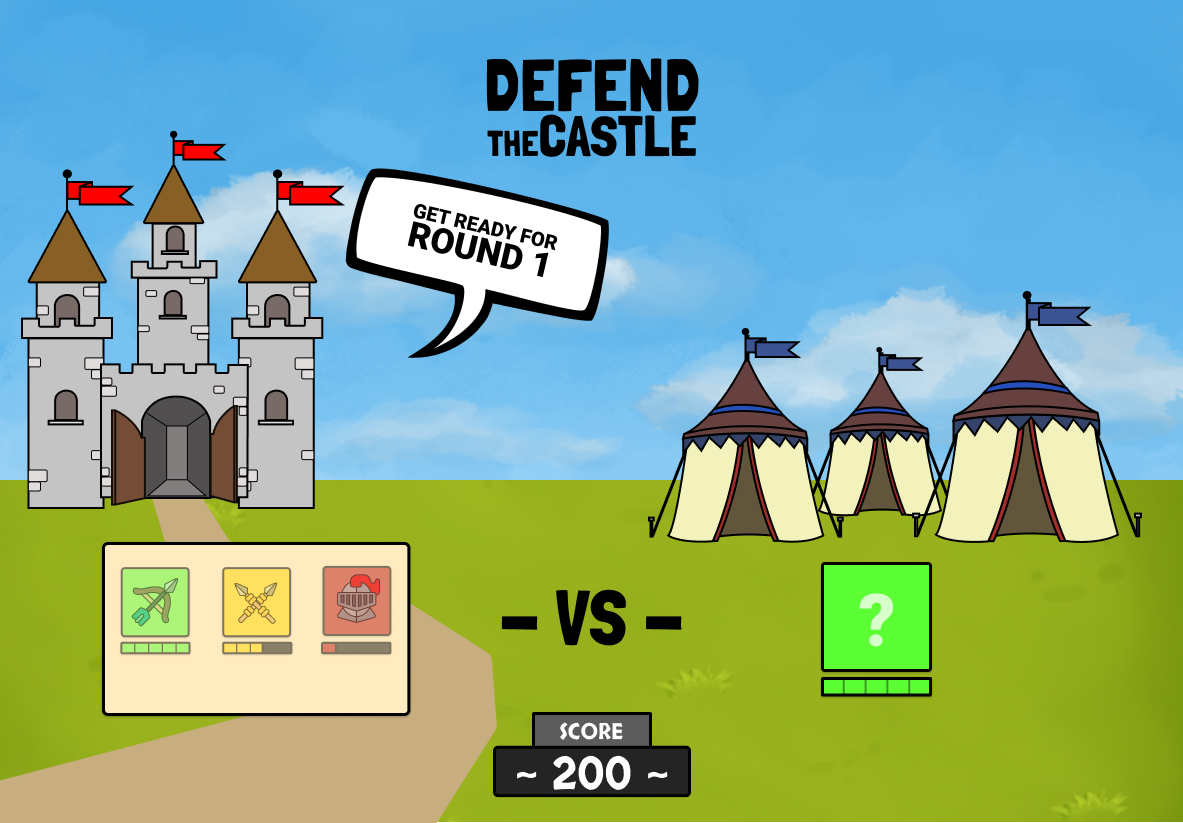 DEFEND
THE CASTLE
GET READY FOR
ROUND 1
- VS -
?
SCORE
~ 200 ~